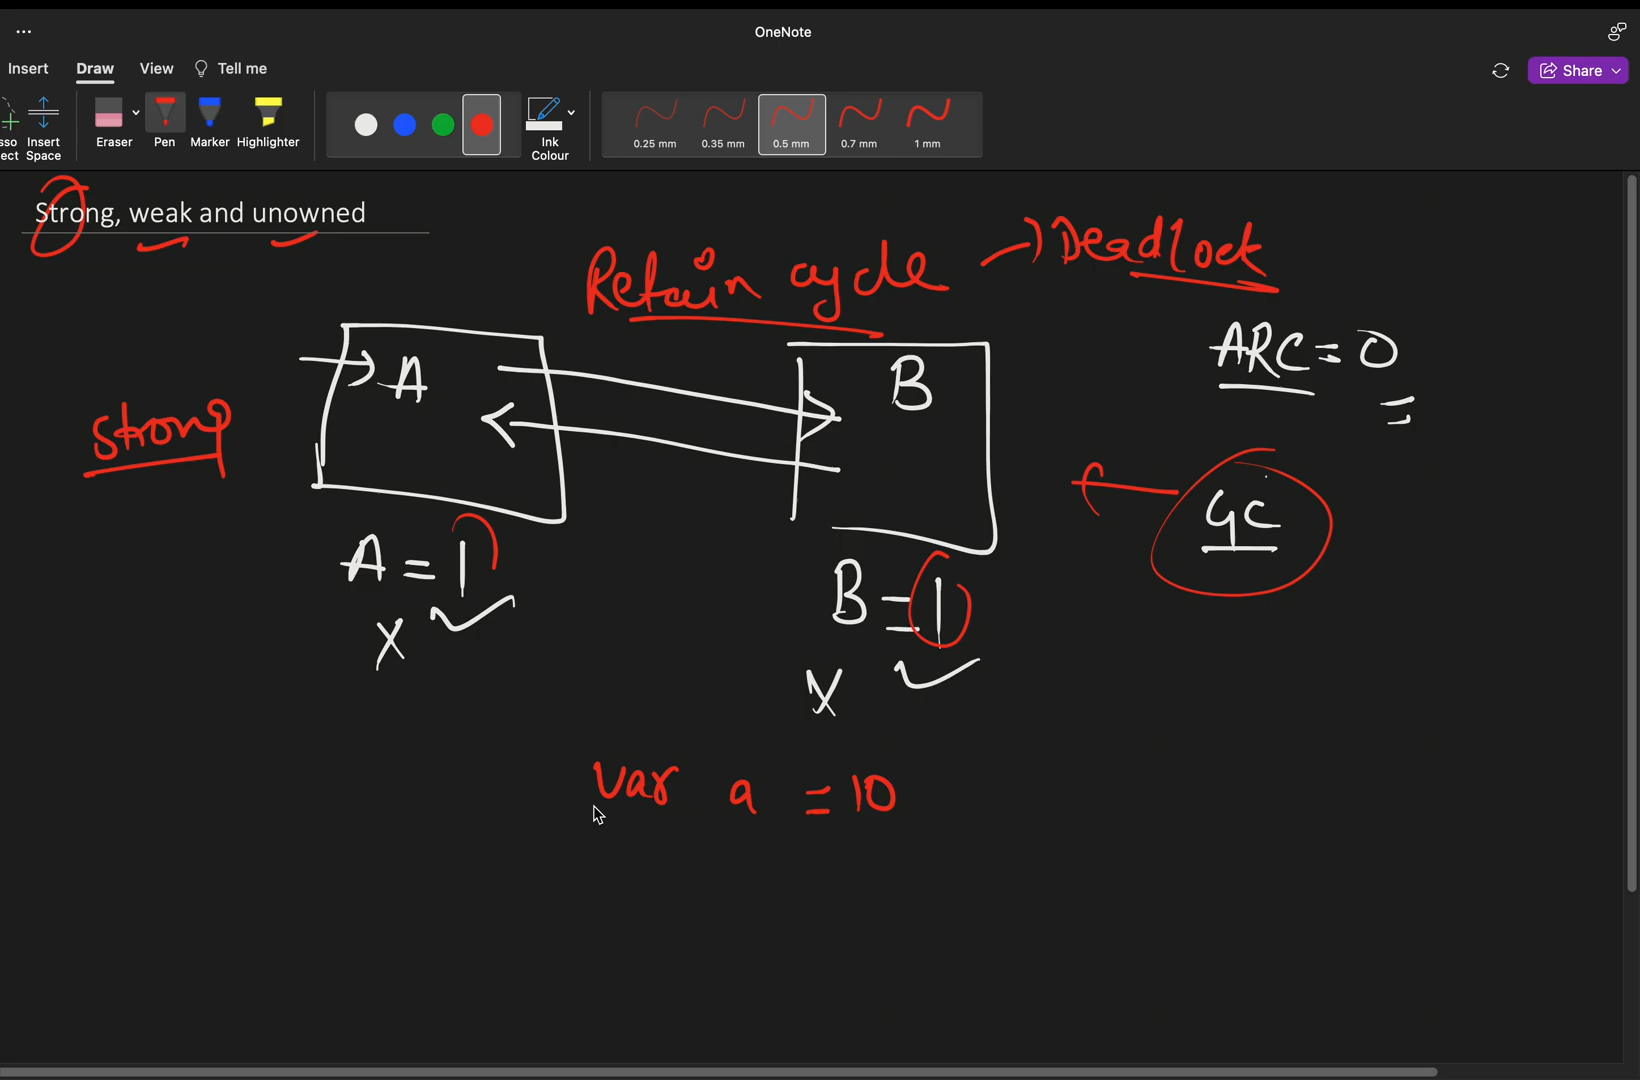 OneNote
Insert Draw View Tell me
Share
sso
ect
Insert
Space
Eraser
Pen
Marker
Highlighter
Ink
Colour
0.25 mm
0.35 mm
0.5 mm
0.7 mm
1 mm
Strong, weak and unowned
Retain cycle
Deadlock
ARC = 0
=
A
B
strong
GC
A = 1
B = 1
X
X
var a = 10